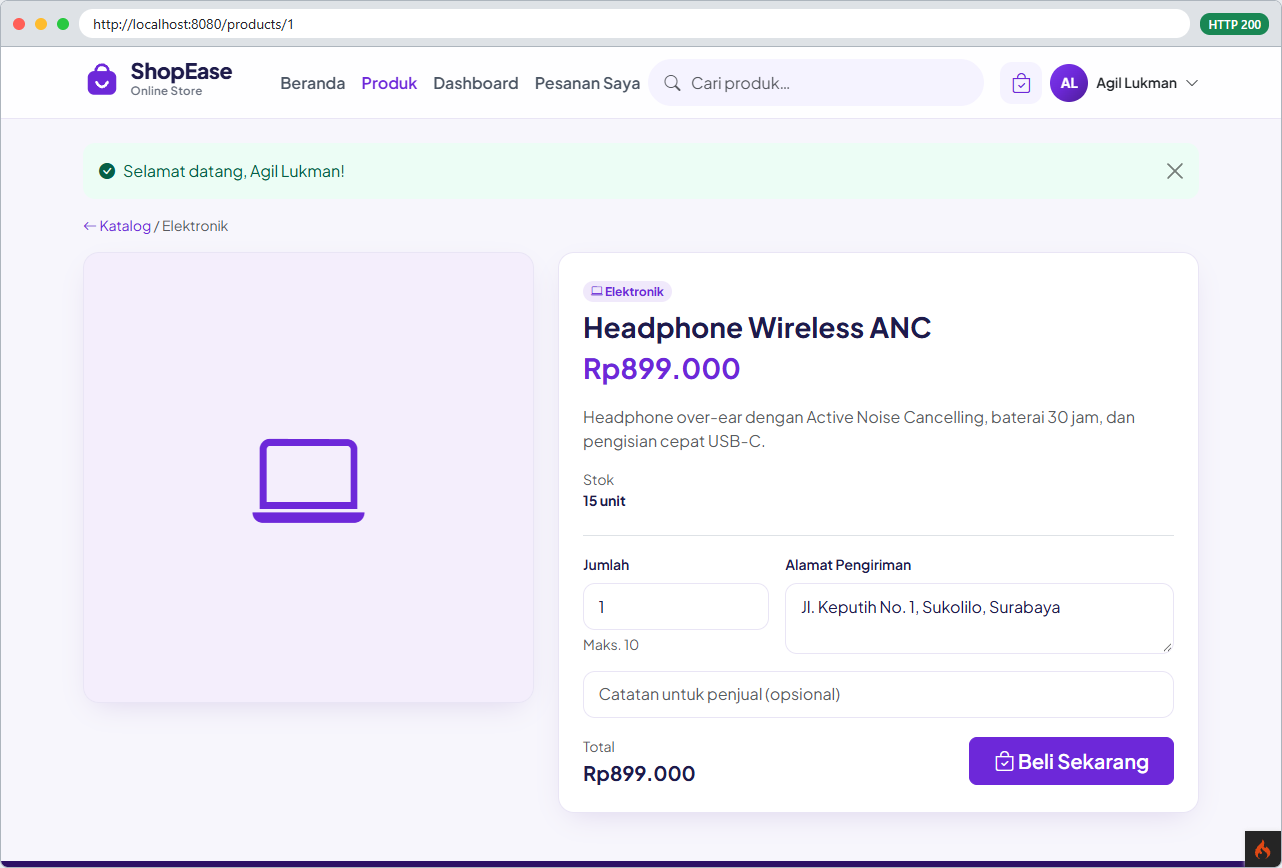 http://localhost:8080/products/1
HTTP 200
ShopEase
Online Store
Beranda
Produk
Dashboard
Pesanan Saya
Cari produk...
AL
Agil Lukman
Selamat datang, Agil Lukman!
← Katalog / Elektronik
Elektronik
Headphone Wireless ANC
Rp899.000
Headphone over-ear dengan Active Noise Cancelling, baterai 30 jam, dan
pengisian cepat USB-C.
Stok
15 unit
Jumlah
1
Maks. 10
Alamat Pengiriman
Jl. Keputih No. 1, Sukolilo, Surabaya
Catatan untuk penjual (opsional)
Total
Rp899.000
Beli Sekarang